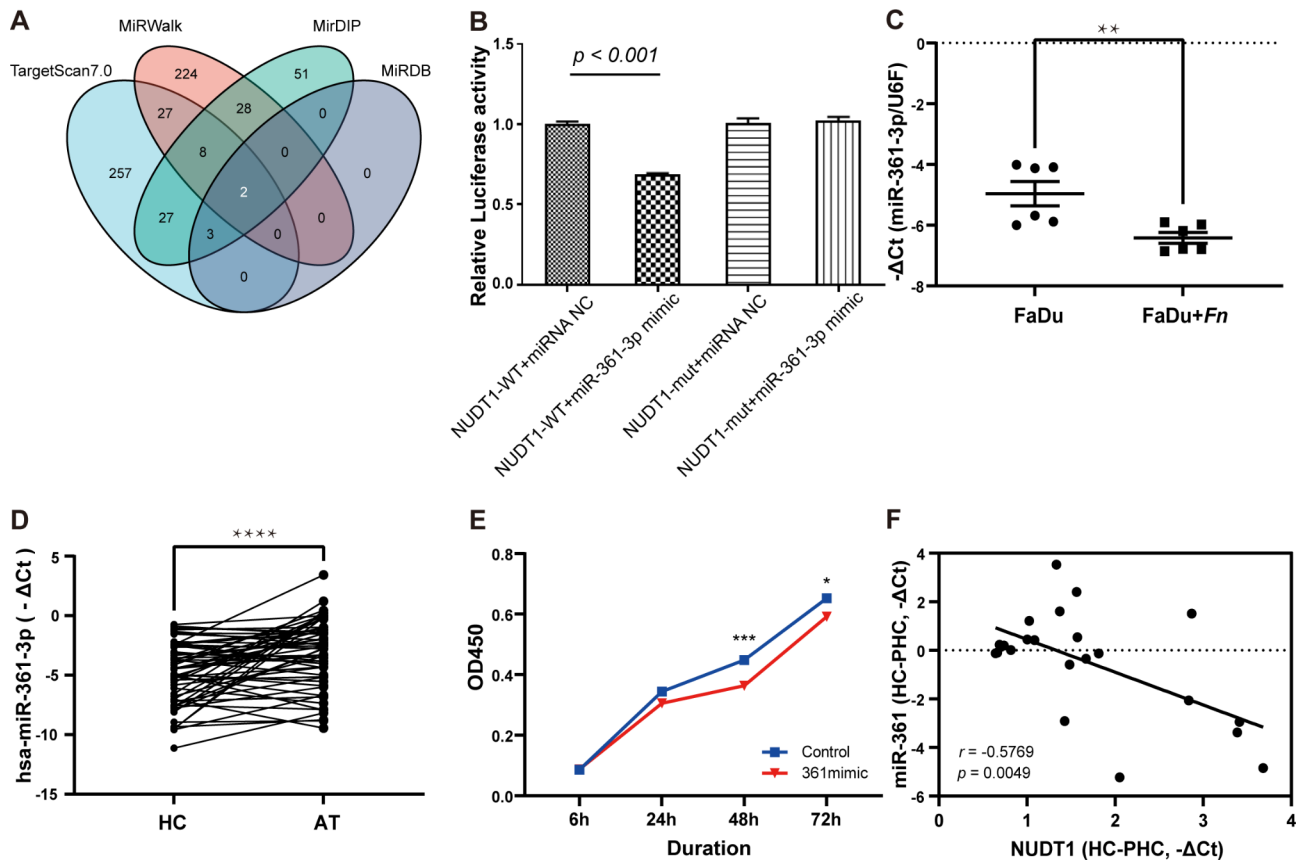 A
MiRWalk
MirDIP
TargetScan7.0
MiRDB
224
51
27
28
0
257
8
0
0
2
27
3
0
0
0
B
p < 0.001
Relative Luciferase activity
1.5
1.0
0.5
0.0
NUDT1-WT+miRNA NC
NUDT1-WT+miR-361-3p mimic
NUDT1-mut+miRNA NC
NUDT1-mut+miR-361-3p mimic
C
**
-ΔCt (miR-361-3p/U6F)
0
-2
-4
-6
-8
FaDu
FaDu+Fn
D
****
hsa-miR-361-3p ( - ΔCt)
5
0
-5
-10
-15
HC
AT
E
OD450
0.8
0.6
0.4
0.2
0.0
***
*
Control
361mimic
6h
24h
48h
72h
Duration
F
miR-361 (HC-PHC, -ΔCt)
4
2
0
-2
-4
-6
r = -0.5769
p = 0.0049
0
1
2
3
4
NUDT1 (HC-PHC, -ΔCt)